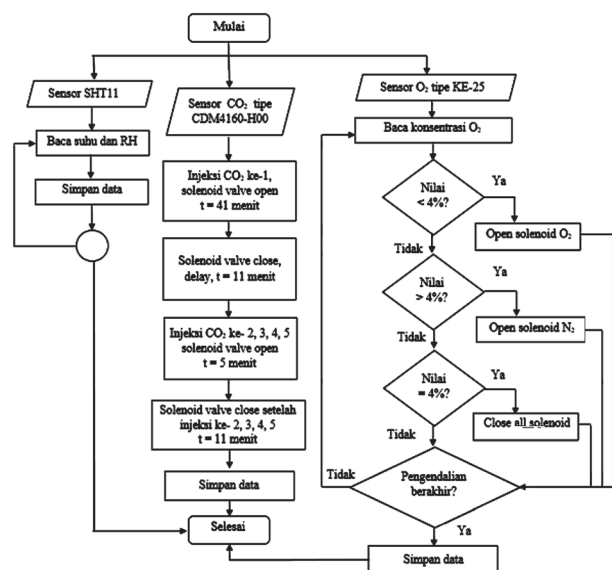 Mulai
Sensor SHT11
Baca suhu dan RH
Simpan data
Sensor CO₂ tipe
CDM4160-H00
Injeksi CO₂ ke-1,
solenoid valve open
t = 41 menit
Solenoid valve close,
delay, t = 11 menit
Injeksi CO₂ ke- 2, 3, 4, 5
solenoid valve open
t = 5 menit
Solenoid valve close setelah
injeksi ke- 2, 3, 4, 5
t = 11 menit
Simpan data
Selesai
Sensor O₂ tipe KE-25
Baca konsentrasi O₂
Nilai
< 4%?
Ya
Open solenoid O₂
Tidak
Nilai
> 4%?
Ya
Open solenoid N₂
Tidak
Nilai
= 4%?
Ya
Close all solenoid
Tidak
Pengendalian
berakhir?
Tidak
Ya
Simpan data